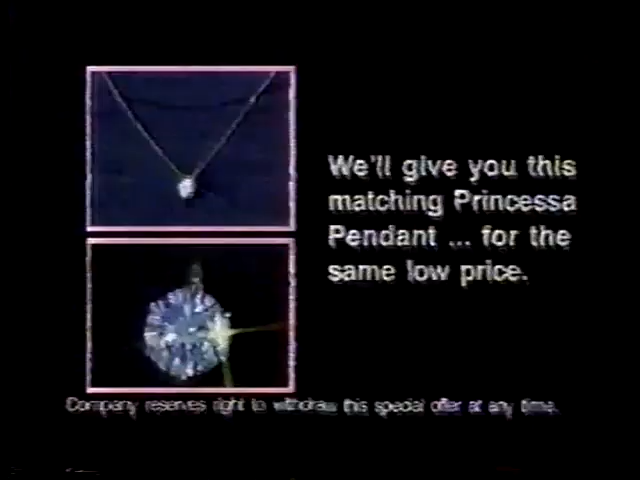 We'll give you this
matching Princessa
Pendant ... for the
same low price.
Company reserves right to withdraw this special offer at any time.